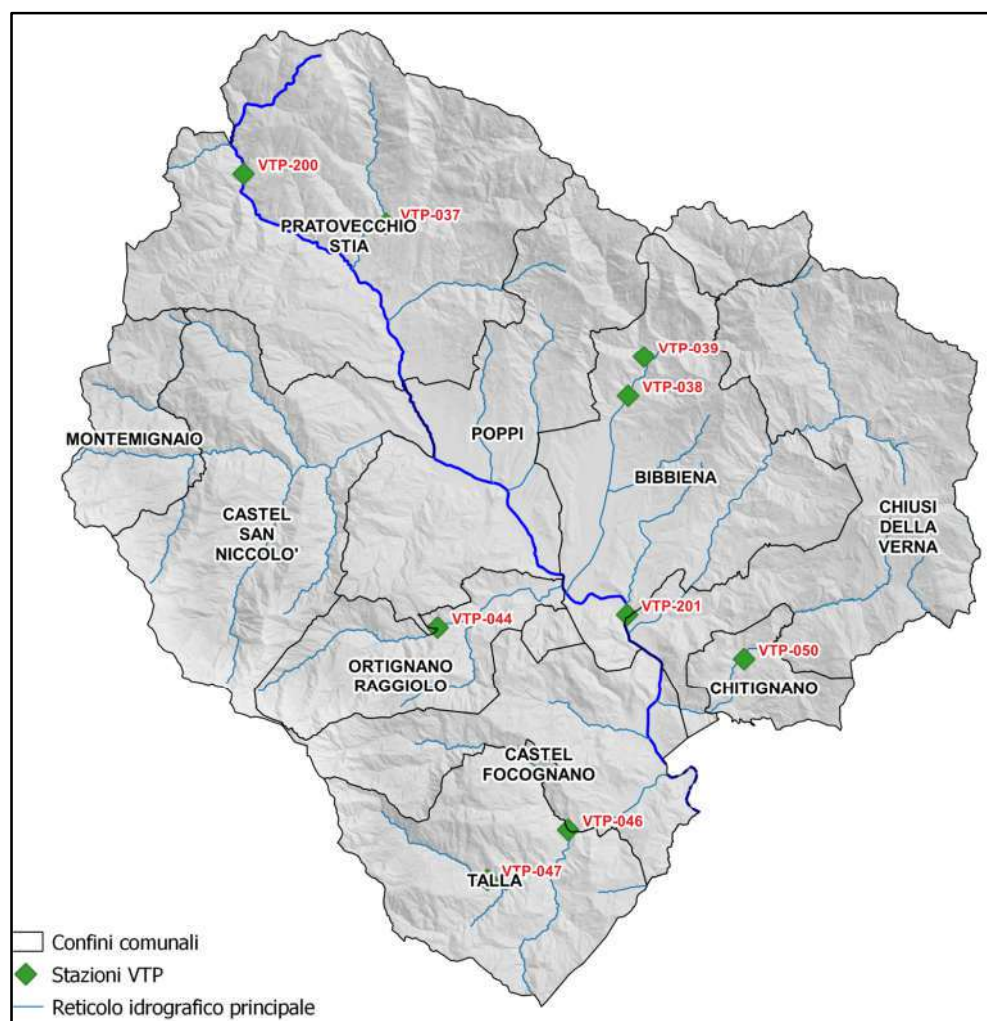 VTP-200
VTP-037
PRATOVECCHIO
STIA
VTP-039
VTP-038
MONTEMIGNAIO
POPPI
BIBBIENA
CASTEL
SAN
NICCOLO'
CHIUSI
DELLA
VERNA
VTP-201
VTP-044
VTP-050
ORTIGNANO
RAGGIOLO
CHITIGNANO
CASTEL
FOCOGNANO
VTP-046
VTP-047
TALLA
Confini comunali
Stazioni VTP
Reticolo idrografico principale